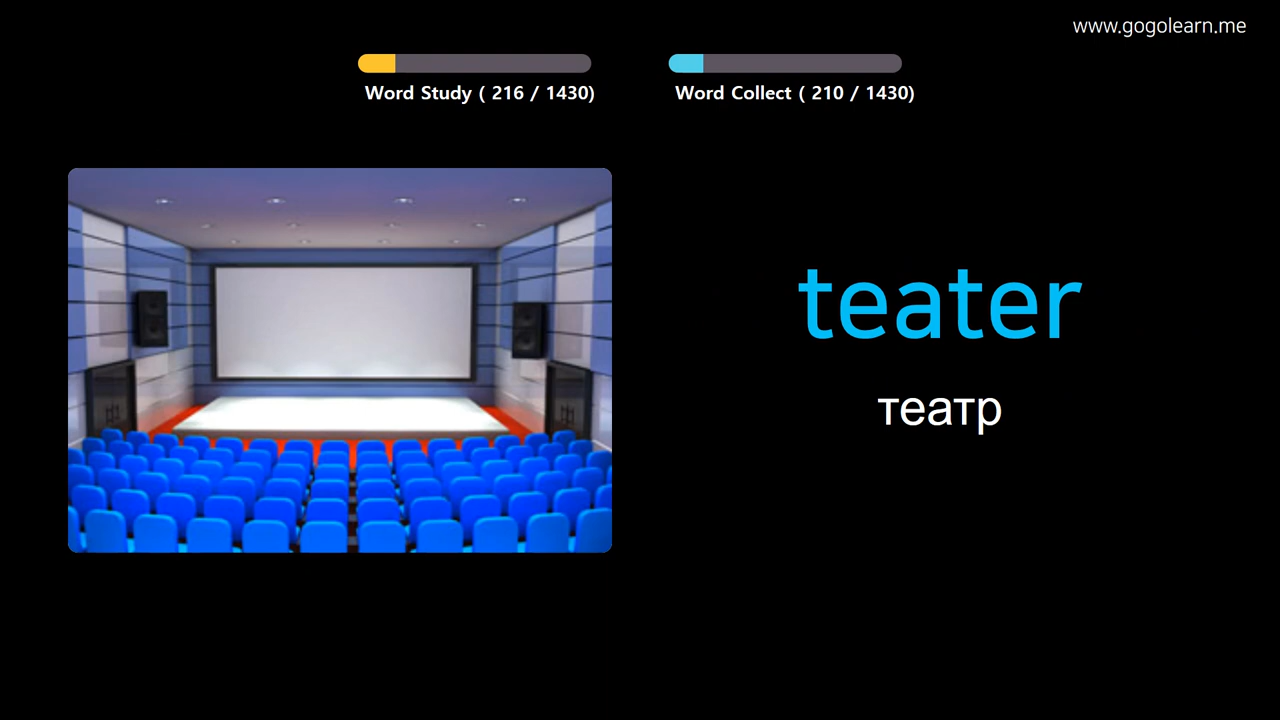 www.gogolearn.me
Word Study ( 216 / 1430)
Word Collect ( 210 / 1430)
teater
театр